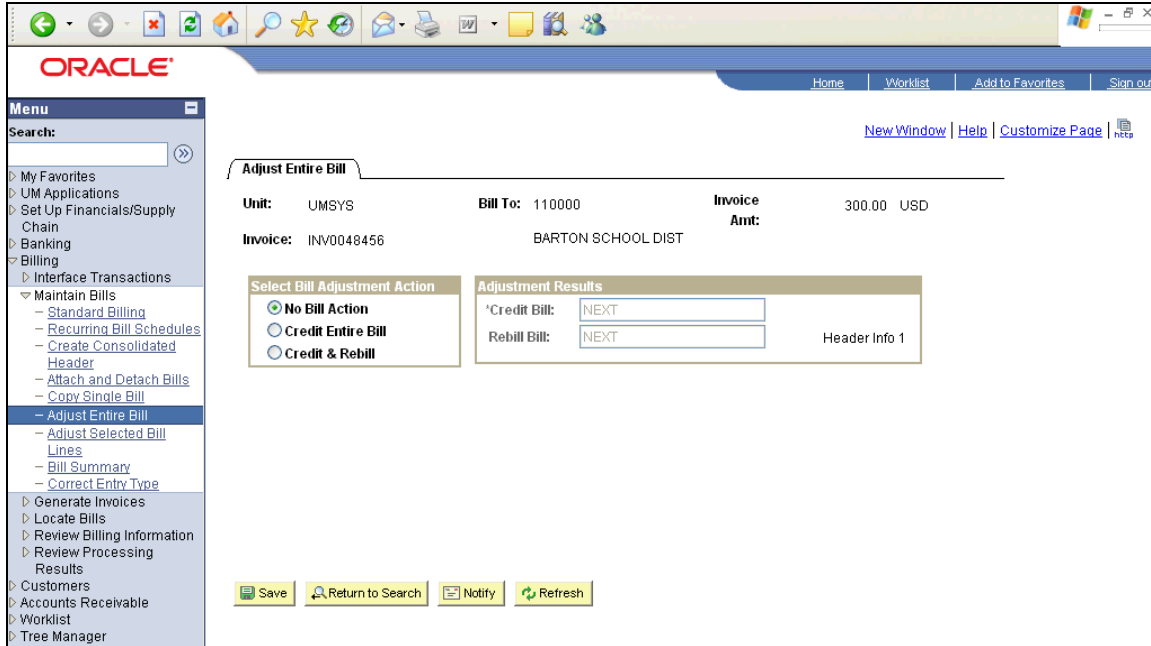 ORACLE
Home | Worklist | Add to Favorites | Sign out
Menu
Search:
New Window | Help | Customize Page | http
My Favorites
UM Applications
Set Up Financials/Supply
Chain
Banking
Billing
Interface Transactions
Maintain Bills
– Standard Billing
– Recurring Bill Schedules
– Create Consolidated
Header
– Attach and Detach Bills
– Copy Single Bill
– Adjust Entire Bill
– Adjust Selected Bill
Lines
– Bill Summary
– Correct Entry Type
Generate Invoices
Locate Bills
Review Billing Information
Review Processing
Results
Customers
Accounts Receivable
Worklist
Tree Manager
Adjust Entire Bill
Unit: UMSYS Bill To: 110000 Invoice Amt: 300.00 USD
Invoice: INV0048456 BARTON SCHOOL DIST
Select Bill Adjustment Action
No Bill Action
Credit Entire Bill
Credit & Rebill
Adjustment Results
*Credit Bill: NEXT
Rebill Bill: NEXT Header Info 1
Save Return to Search Notify Refresh